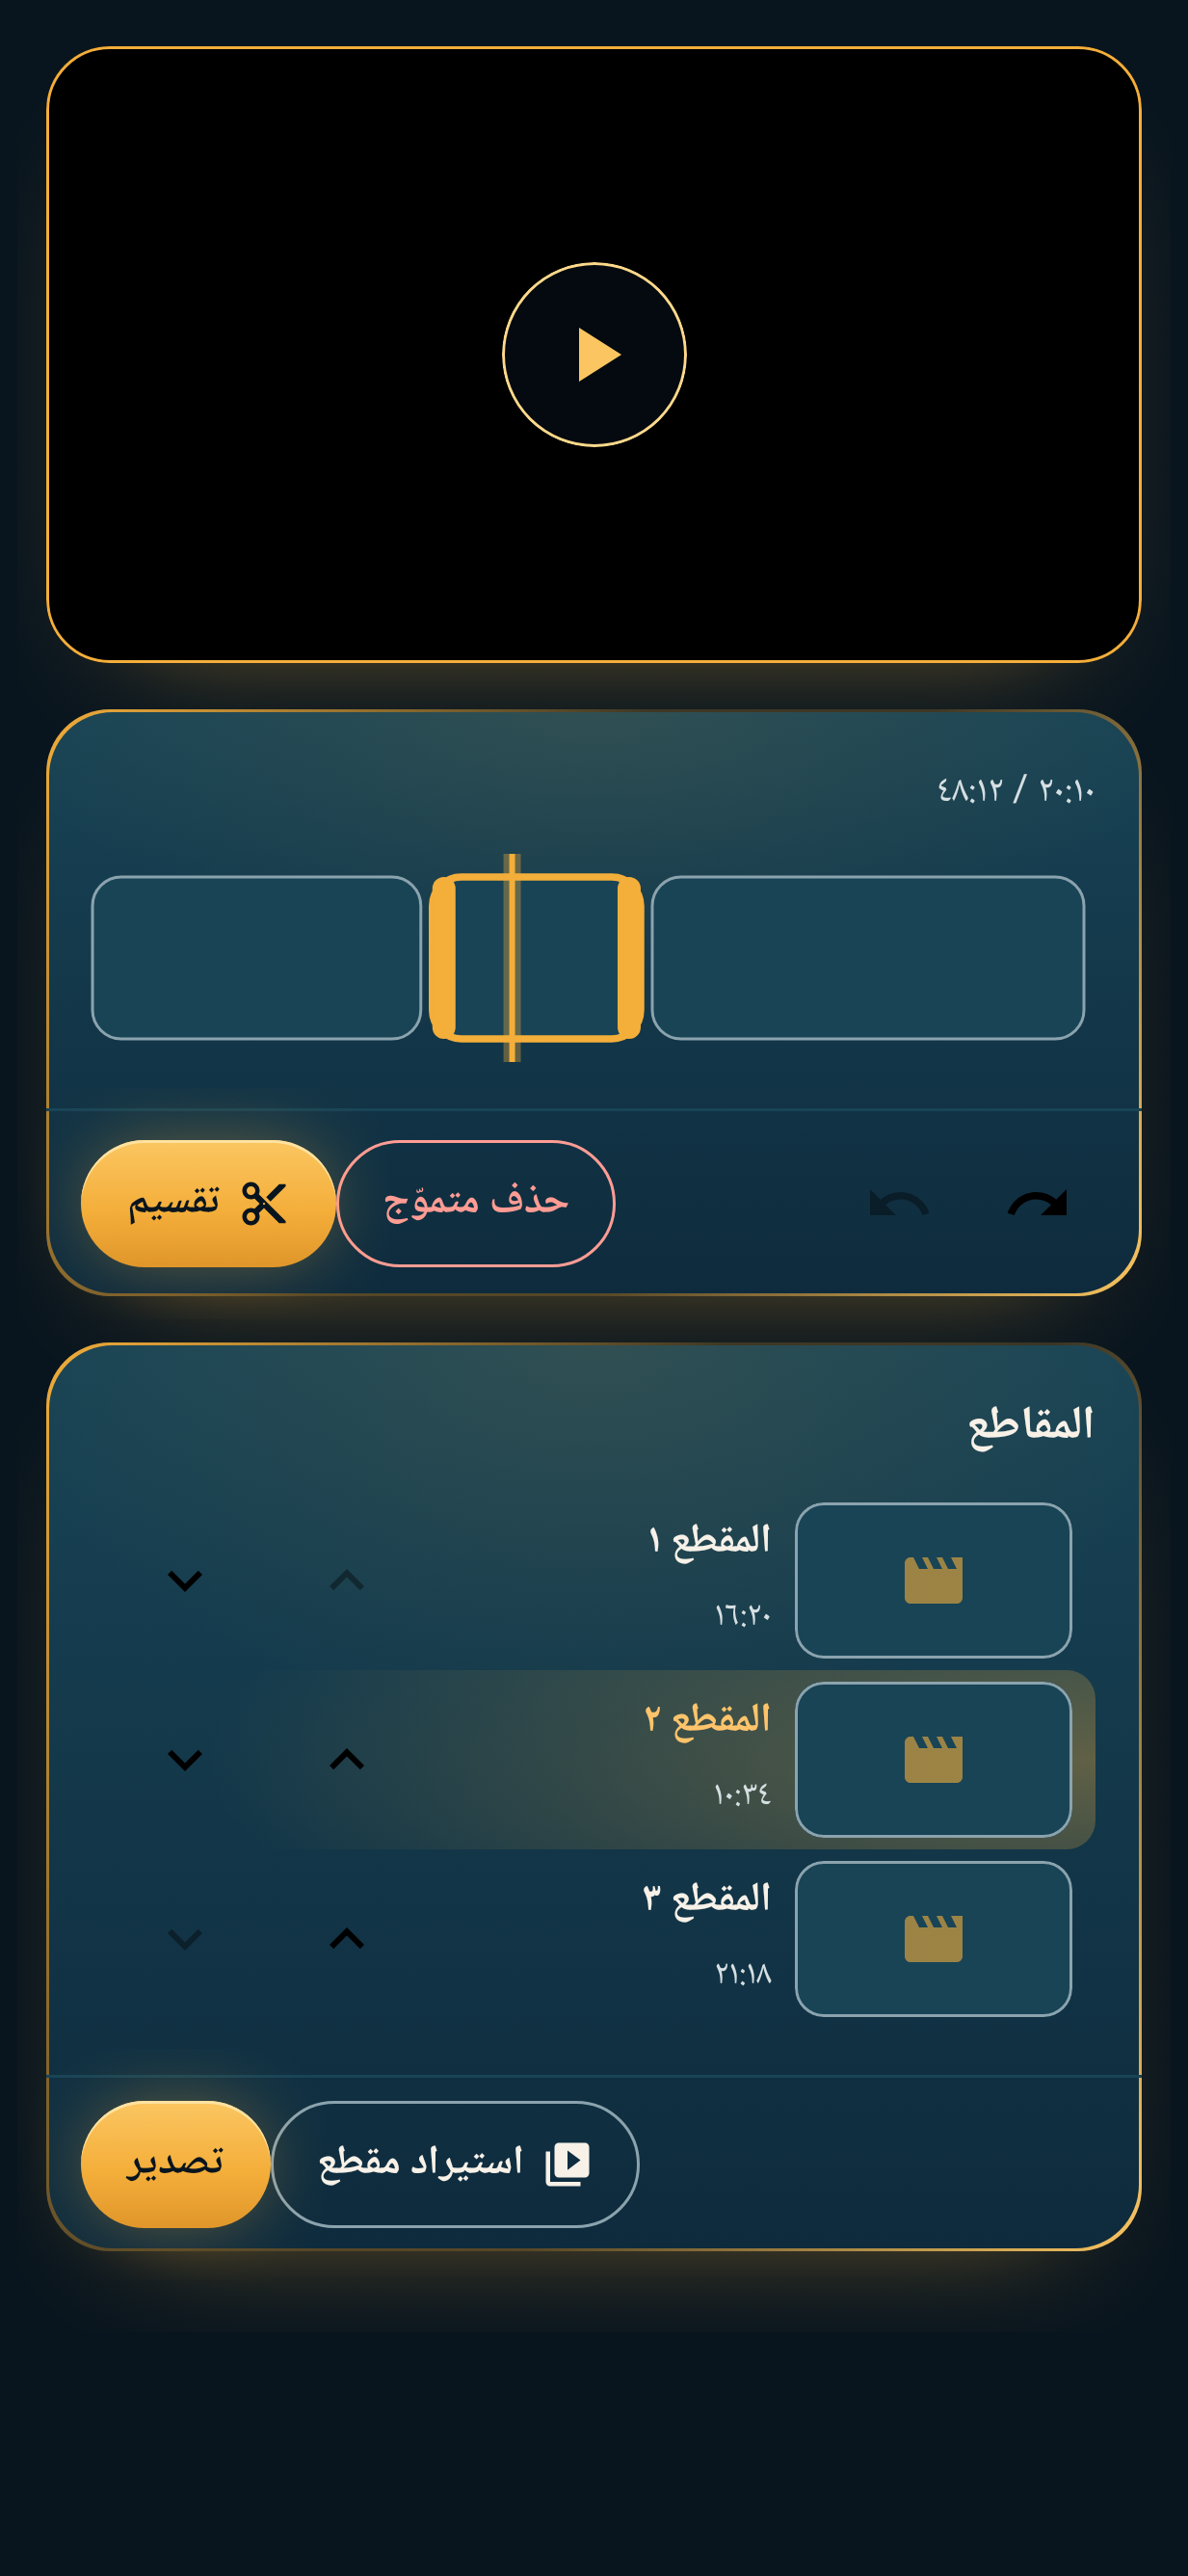 ٢٠:١٠ / ٤٨:١٢
حذف متموّج
تقسيم
المقاطع
المقطع ١
١٦:٢٠
المقطع ٢
١٠:٣٤
المقطع ٣
٢١:١٨
استيراد مقطع
تصدير